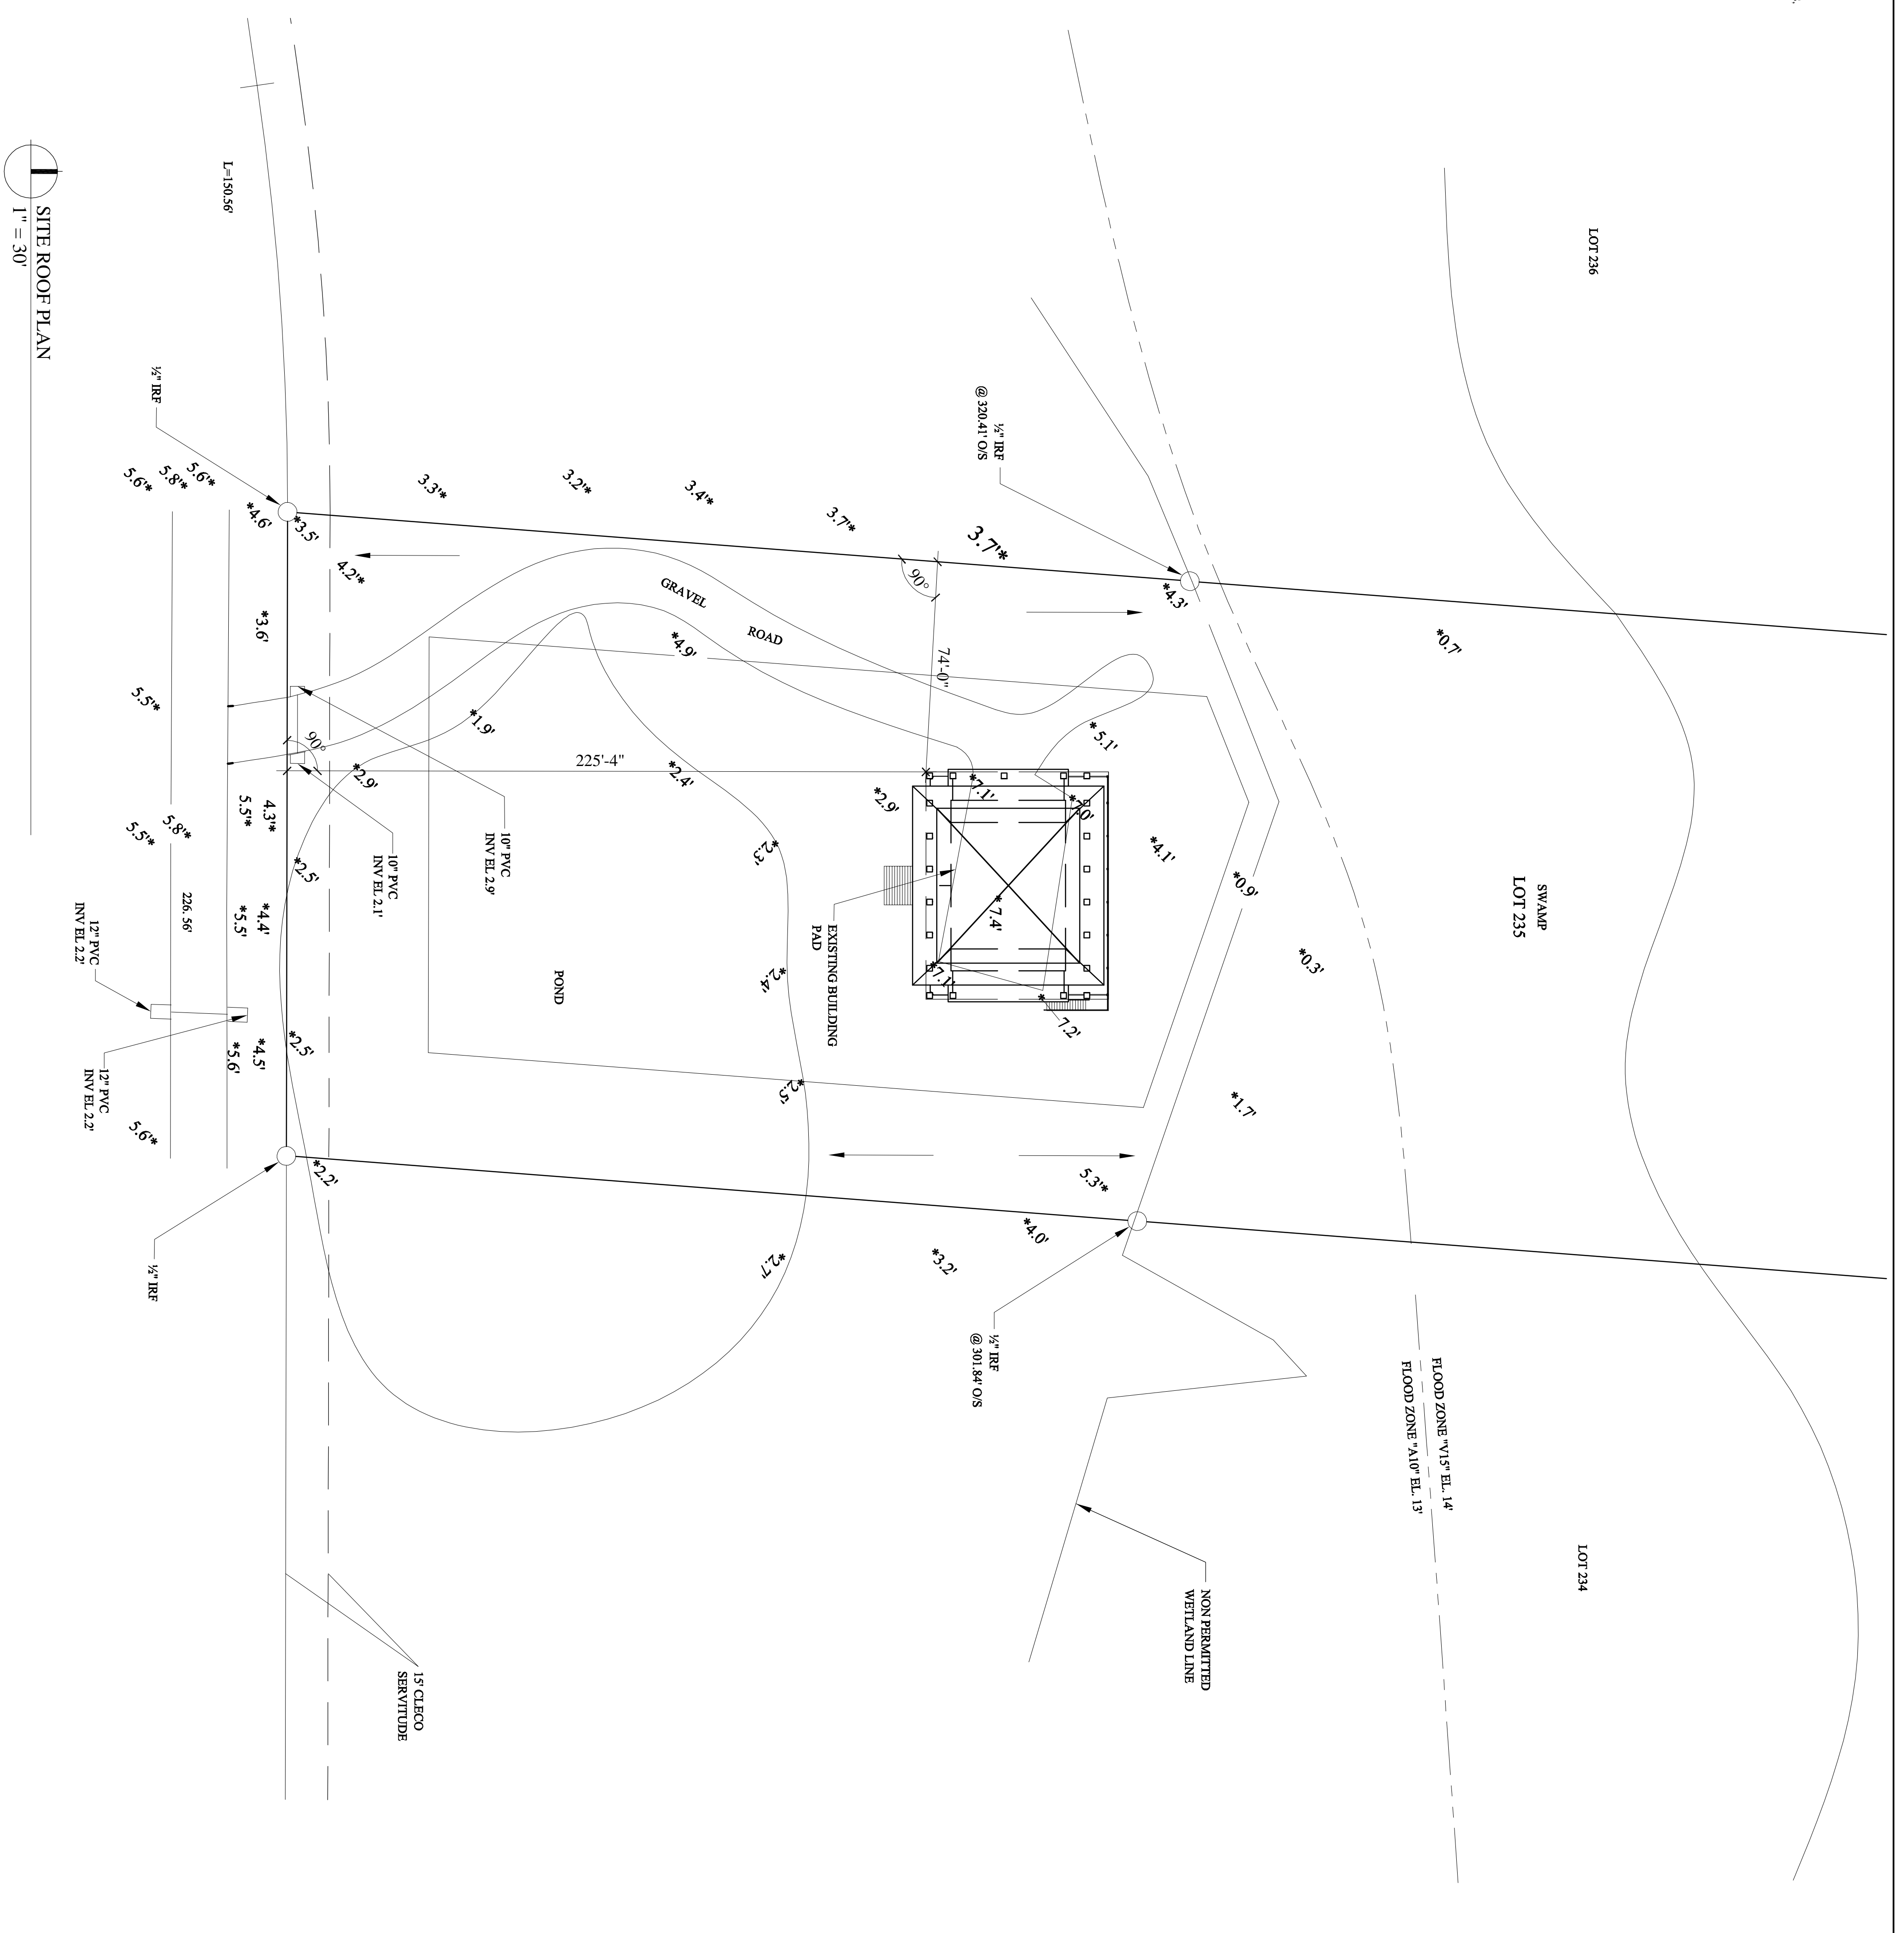 LOT 236
SWAMP
LOT 235
LOT 234
FLOOD ZONE "V15" EL. 14'
FLOOD ZONE "A10" EL. 13'
NON PERMITTED
WETLAND LINE
½" IRF
@ 320.41' O/S
½" IRF
@ 301.84' O/S
*0.7'
*0.3'
*0.9'
*1.7'
*4.3'
*4.1'
* 5.1'
5.3'*
*4.0'
*3.2'
3.7'*
90°
74'-0"
*7.1'
*7.0'
* 7.4'
*7.1'
* 7.2'
*2.9'
EXISTING BUILDING
PAD
3.7'*
3.4'*
3.2'*
3.3'*
GRAVEL
ROAD
*4.9'
225'-4"
*2.4'
*2.3'
*2.4'
*2.5'
*2.7'
POND
*1.9'
*2.9'
10" PVC
INV EL 2.9'
10" PVC
INV EL 2.1'
15' CLECO
SERVITUDE
4.2'*
*3.5'
90°
*2.5'
*2.5'
*2.2'
*4.6'
*3.6'
4.3'*
5.5'*
*4.4'
*5.5'
*4.5'
*5.6'
L=150.56'
226.56'
½" IRF
½" IRF
5.6'*
5.8'*
5.6'*
5.5'*
5.8'*
5.5'*
5.6'*
12" PVC
INV EL 2.2'
12" PVC
INV EL 2.2'
SITE ROOF PLAN
1" = 30'